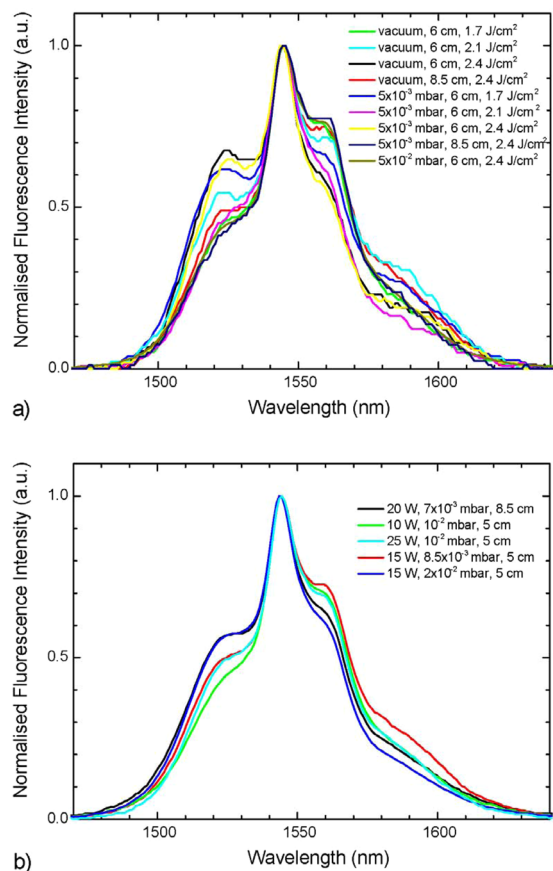 Normalised Fluorescence Intensity (a.u.)
1.0
0.5
0.0
vacuum, 6 cm, 1.7 J/cm²
vacuum, 6 cm, 2.1 J/cm²
vacuum, 6 cm, 2.4 J/cm²
vacuum, 8.5 cm, 2.4 J/cm²
5x10⁻³ mbar, 6 cm, 1.7 J/cm²
5x10⁻³ mbar, 6 cm, 2.1 J/cm²
5x10⁻³ mbar, 6 cm, 2.4 J/cm²
5x10⁻³ mbar, 8.5 cm, 2.4 J/cm²
5x10⁻² mbar, 6 cm, 2.4 J/cm²
1500 1550 1600
Wavelength (nm)
a)
Normalised Fluorescence Intensity (a.u.)
1.0
0.5
0.0
20 W, 7x10⁻³ mbar, 8.5 cm
10 W, 10⁻² mbar, 5 cm
25 W, 10⁻² mbar, 5 cm
15 W, 8.5x10⁻³ mbar, 5 cm
15 W, 2x10⁻² mbar, 5 cm
1500 1550 1600
Wavelength (nm)
b)